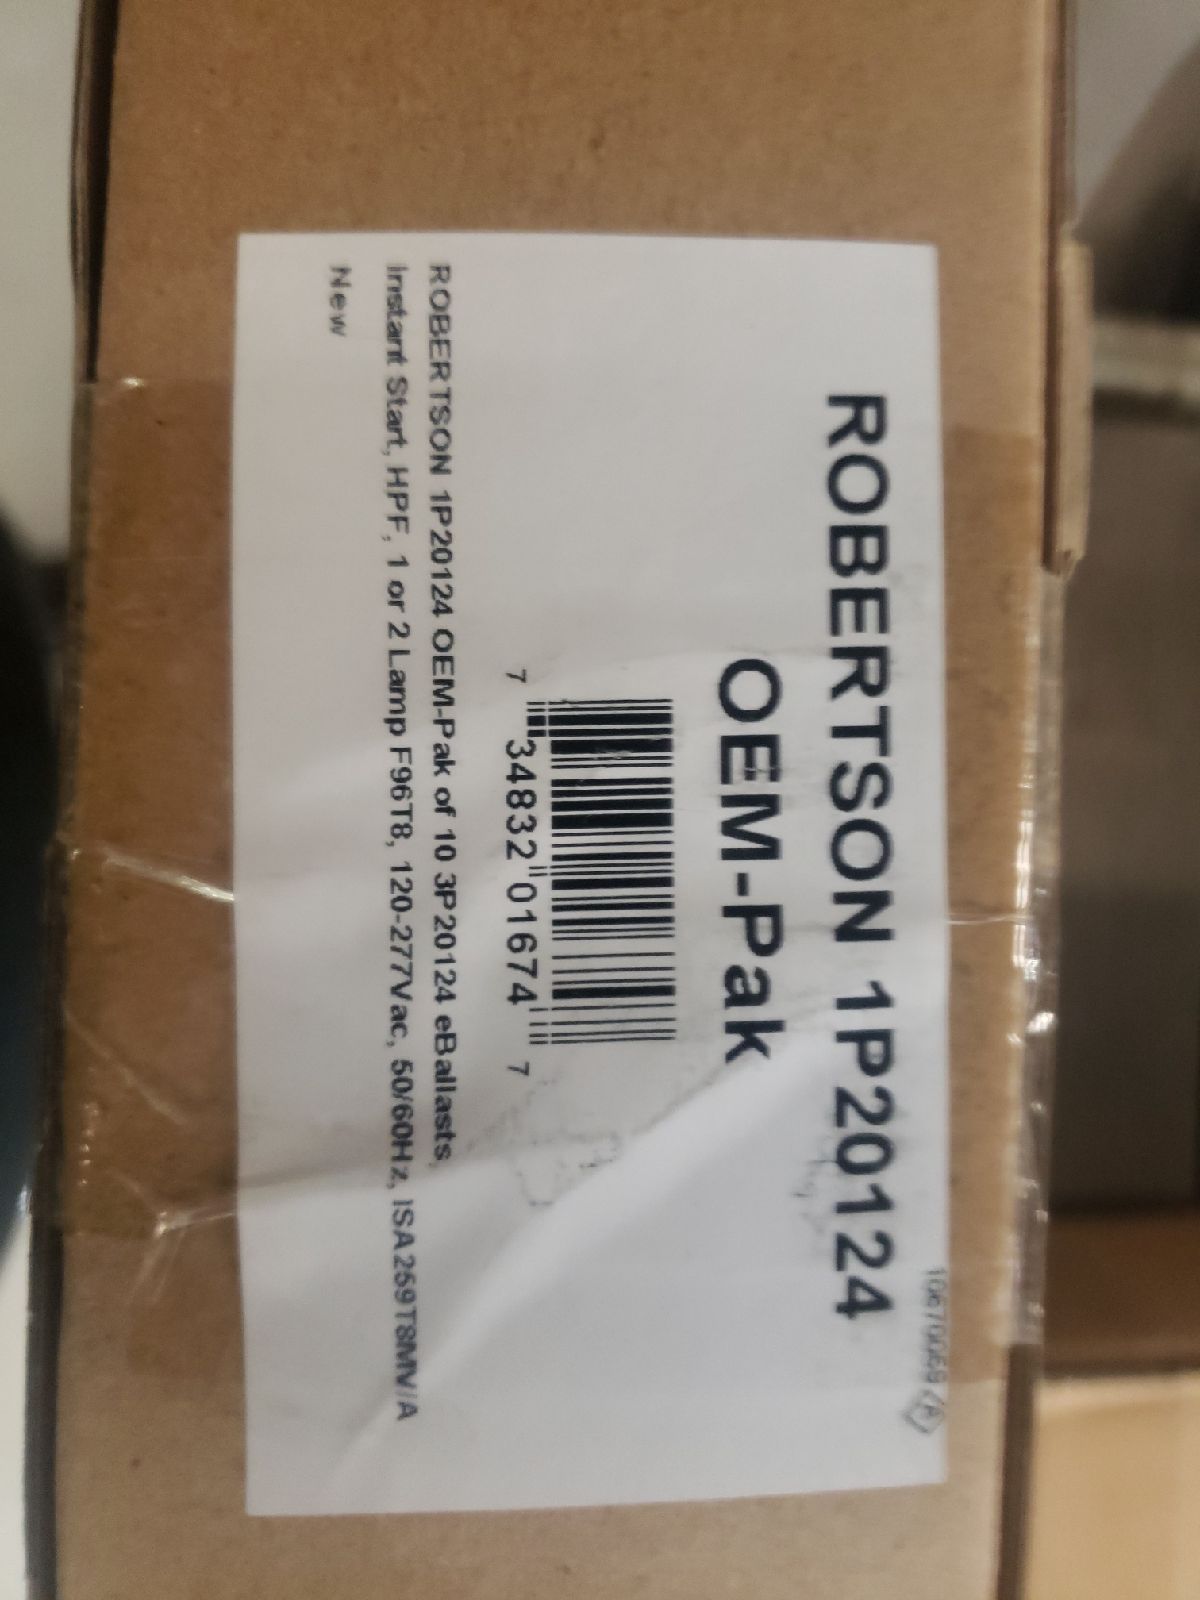 ROBERTSON 1P20124
OEM-Pak
7 34832 01674 7
ROBERTSON 1P20124 OEM-Pak of 10 3P20124 eBallasts,
Instant Start, HPF, 1 or 2 Lamp F96T8, 120-277Vac, 50/60Hz, ISA259T8MV/A
New